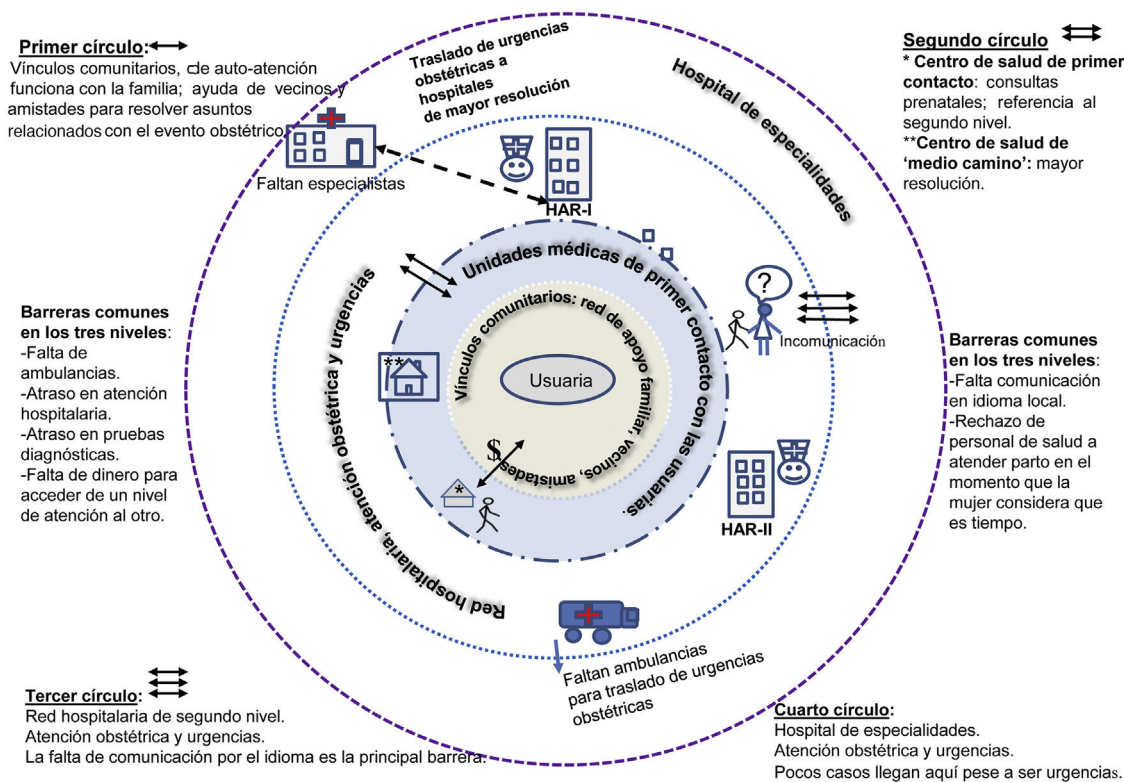 Primer círculo:
Vínculos comunitarios, de auto-atención
funciona con la familia; ayuda de vecinos y
amistades para resolver asuntos
relacionados con el evento obstétrico.
Faltan especialistas
Traslado de urgencias
obstétricas a
hospitales
de mayor resolución
Hospital de especialidades
Segundo círculo
* Centro de salud de primer
contacto: consultas
prenatales; referencia al
segundo nivel.
**Centro de salud de
‘medio camino’: mayor
resolución.
HAR-I
Unidades médicas de primer contacto con las usuarias.
Vínculos comunitarios: red de apoyo familiar, vecinos, amistades
Usuaria
Red hospitalaria, atención obstétrica y urgencias
**
$
*
?
Incomunicación
HAR-II
Barreras comunes
en los tres niveles:
-Falta de
ambulancias.
-Atraso en atención
hospitalaria.
-Atraso en pruebas
diagnósticas.
-Falta de dinero para
acceder de un nivel
de atención al otro.
Barreras comunes
en los tres niveles:
-Falta comunicación
en idioma local.
-Rechazo de
personal de salud a
atender parto en el
momento que la
mujer considera que
es tiempo.
Faltan ambulancias
para traslado de urgencias
obstétricas
Tercer círculo:
Red hospitalaria de segundo nivel.
Atención obstétrica y urgencias.
La falta de comunicación por el idioma es la principal barrera.
Cuarto círculo:
Hospital de especialidades.
Atención obstétrica y urgencias.
Pocos casos llegan aquí pese a ser urgencias.